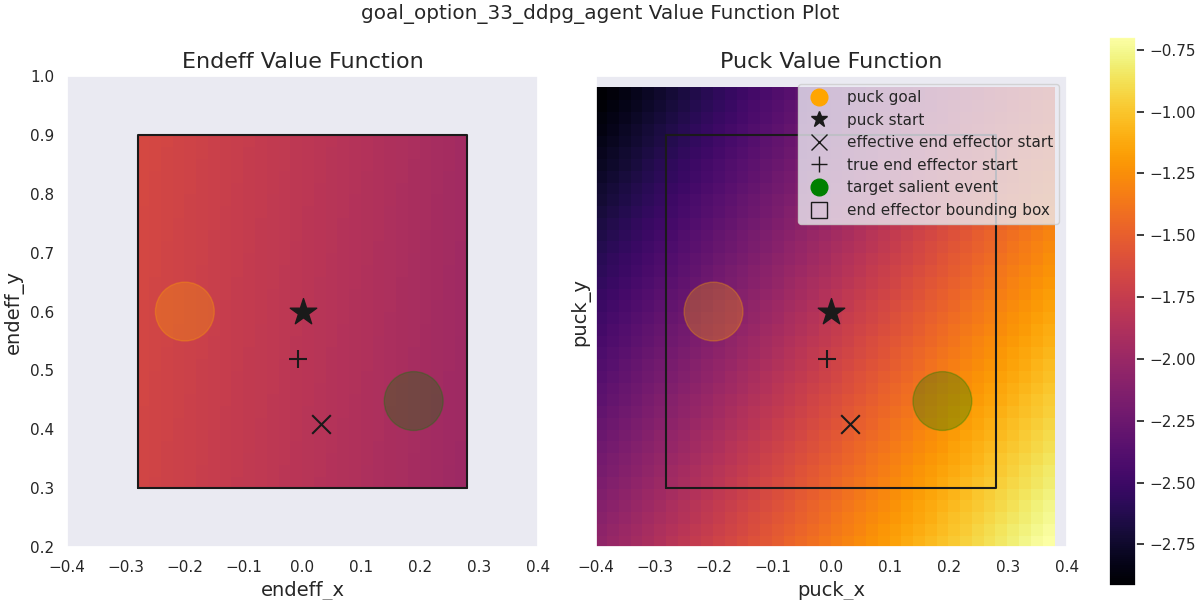 goal_option_33_ddpg_agent Value Function Plot
Endeff Value Function
endeff_y
1.0
0.9
0.8
0.7
0.6
0.5
0.4
0.3
0.2
−0.4 −0.3 −0.2 −0.1 0.0 0.1 0.2 0.3 0.4
endeff_x
Puck Value Function
puck_y
puck goal
puck start
effective end effector start
true end effector start
target salient event
end effector bounding box
−0.4 −0.3 −0.2 −0.1 0.0 0.1 0.2 0.3 0.4
puck_x
−0.75
−1.00
−1.25
−1.50
−1.75
−2.00
−2.25
−2.50
−2.75